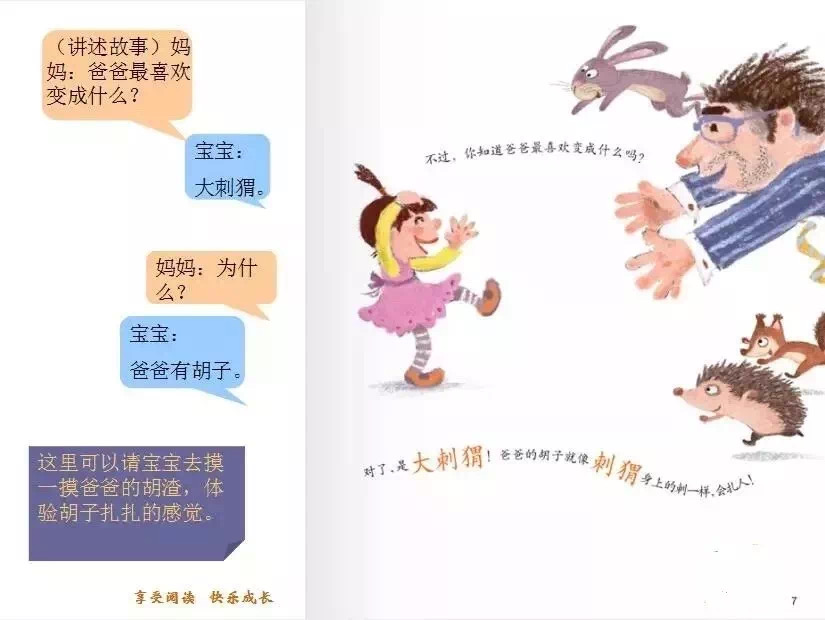 （讲述故事）妈
妈：爸爸最喜欢
变成什么？
宝宝：
大刺猬。
妈妈：为什
么？
宝宝：
爸爸有胡子。
这里可以请宝宝去摸
一摸爸爸的胡渣，体
验胡子扎扎的感觉。
享受阅读 快乐成长
不过，你知道爸爸最喜欢变成什么吗？
对了，是大刺猬！爸爸的胡子就像刺猬身上的刺一样，会扎人！
7